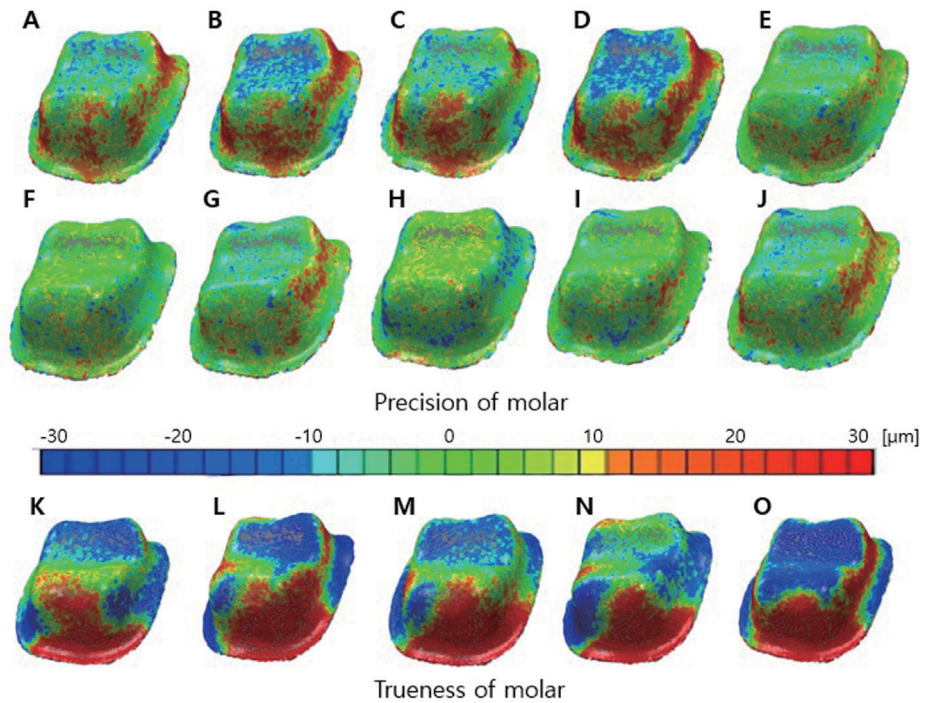 A B C D E
F G H I J
Precision of molar
-30 -20 -10 0 10 20 30 [µm]
K L M N O
Trueness of molar